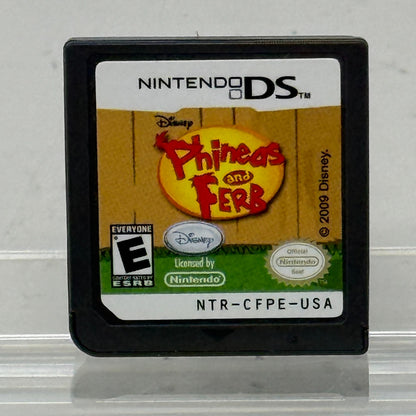 NINTENDO DS™
Disney
Phineas
and
FERB
© 2009 Disney.
EVERYONE
E
CONTENT RATED BY
ESRB
Disney
Licensed by
Nintendo
Official
Nintendo
Seal
NTR-CFPE-USA